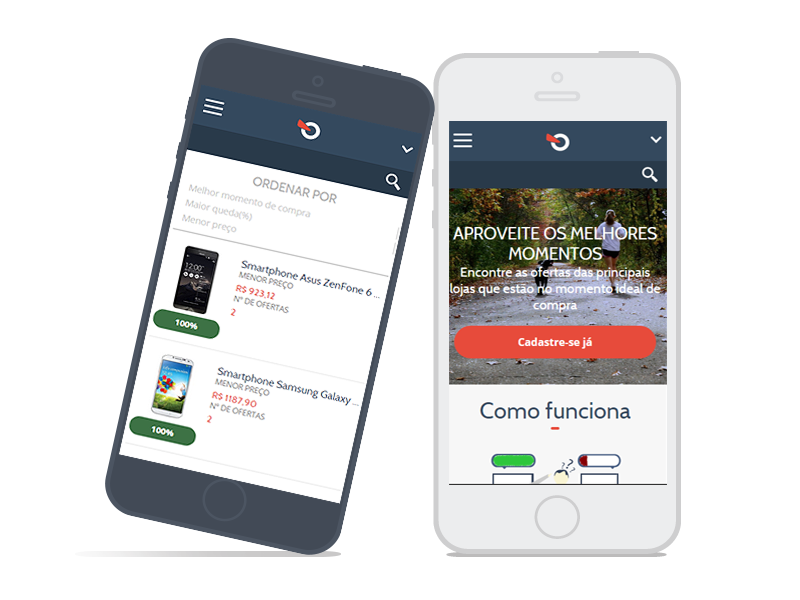 ORDENAR POR
Melhor momento de compra
Maior queda(%)
Menor preço
Smartphone Asus ZenFone 6 ...
MENOR PREÇO
R$ 923,12
Nº DE OFERTAS
2
100%
Smartphone Samsung Galaxy ...
MENOR PREÇO
R$ 1187,90
Nº DE OFERTAS
2
100%
APROVEITE OS MELHORES
MOMENTOS
Encontre as ofertas das principais
lojas que estão no momento ideal de
compra
Cadastre-se já
Como funciona
? ? ?